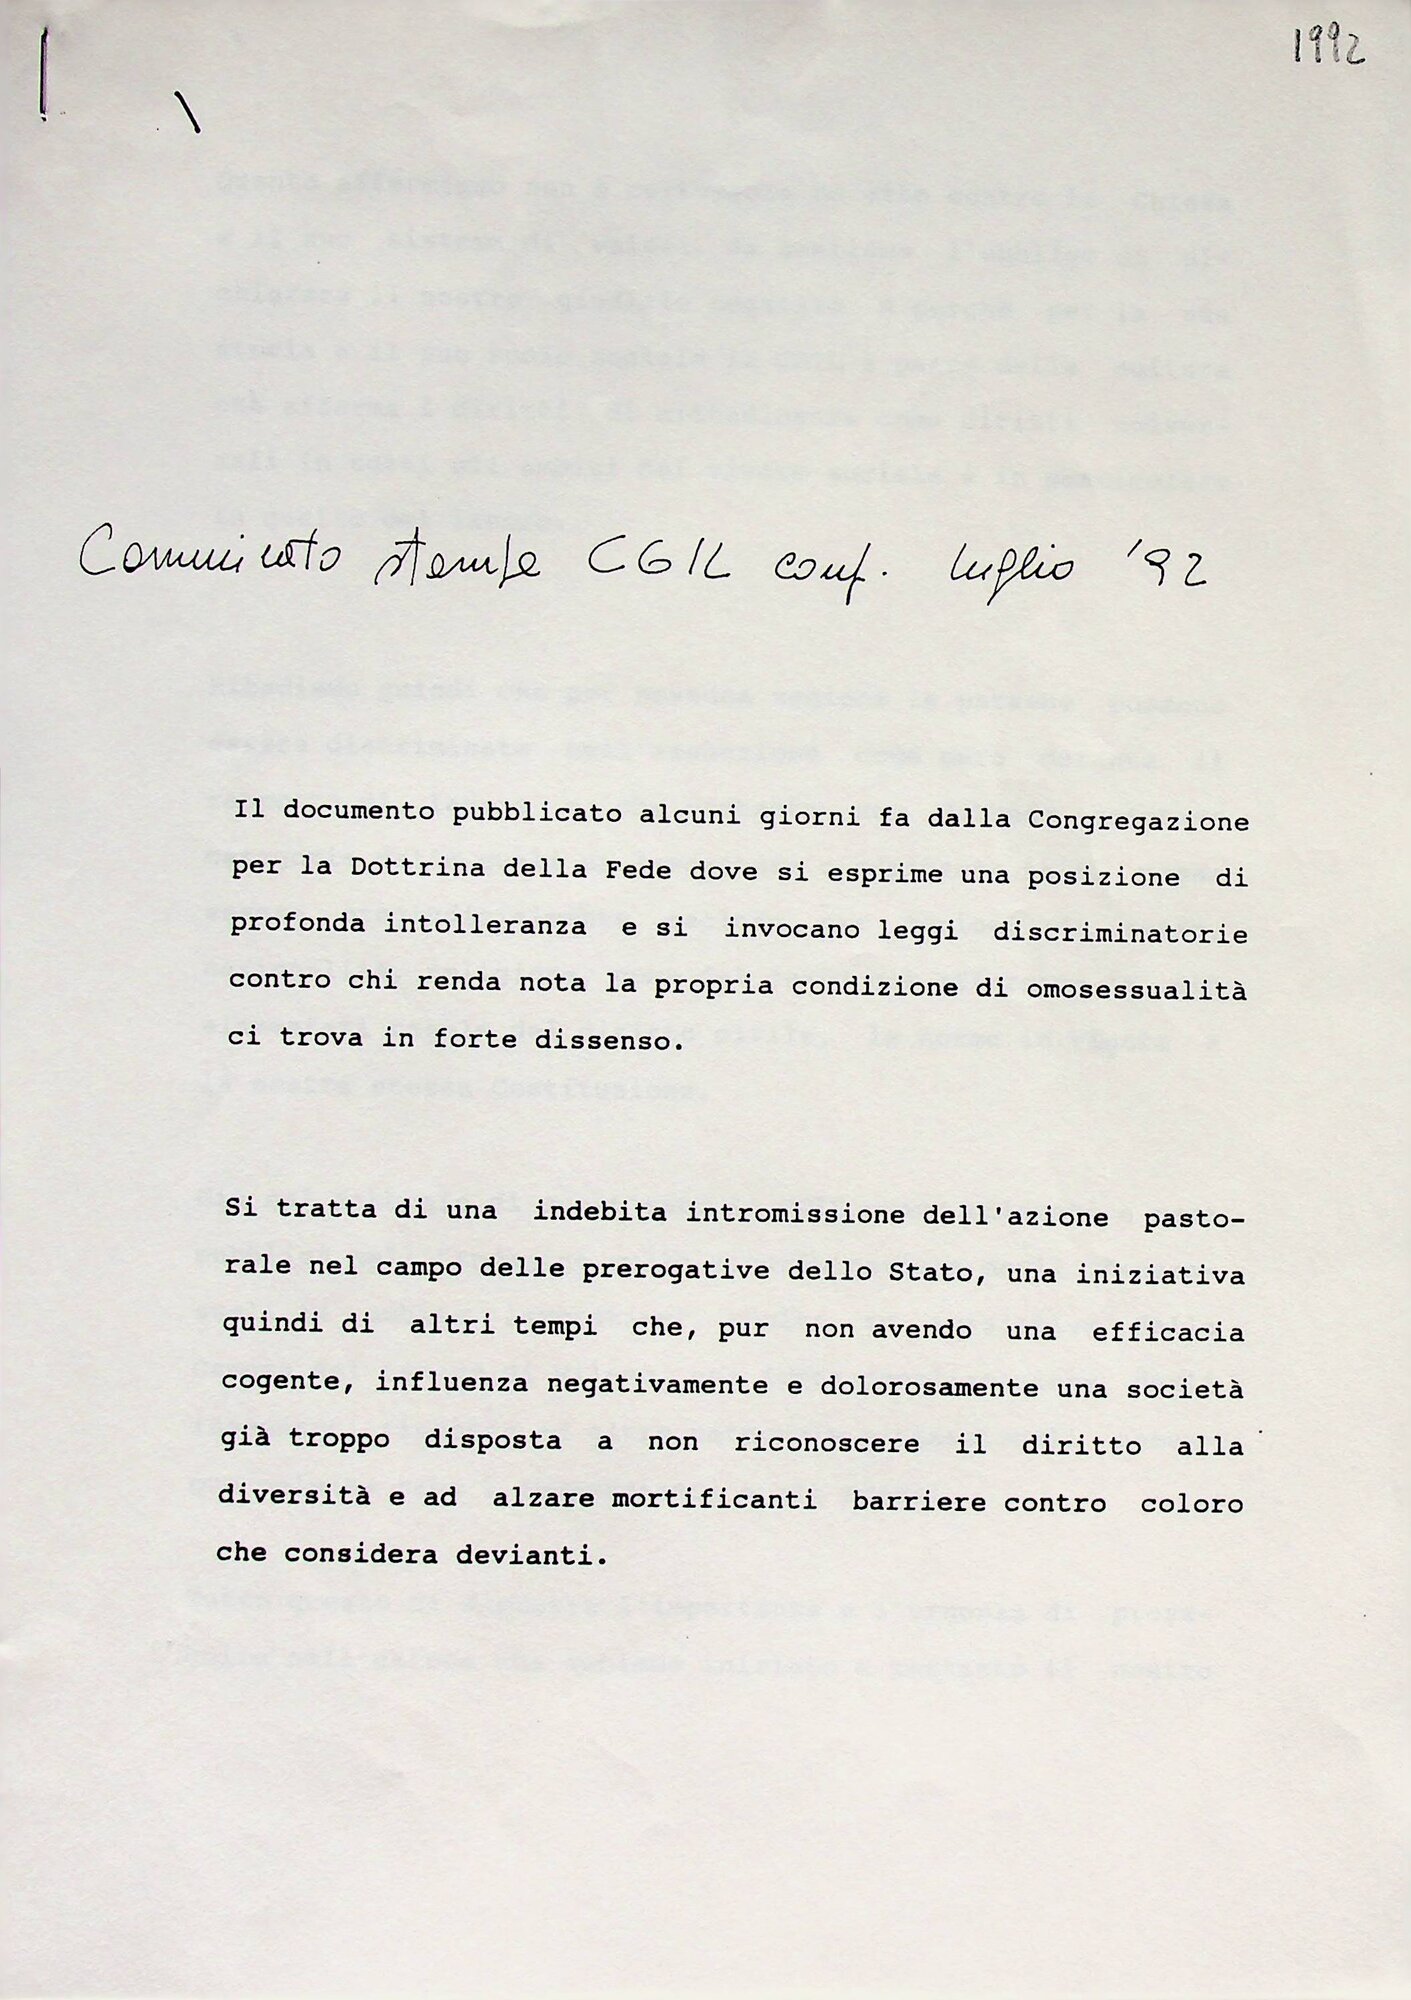 1992
Comunicato stampa CGIL conf. luglio '92
Il documento pubblicato alcuni giorni fa dalla Congregazione
per la Dottrina della Fede dove si esprime una posizione di
profonda intolleranza e si invocano leggi discriminatorie
contro chi renda nota la propria condizione di omosessualità
ci trova in forte dissenso.
Si tratta di una indebita intromissione dell'azione pasto-
rale nel campo delle prerogative dello Stato, una iniziativa
quindi di altri tempi che, pur non avendo una efficacia
cogente, influenza negativamente e dolorosamente una società
già troppo disposta a non riconoscere il diritto alla
diversità e ad alzare mortificanti barriere contro coloro
che considera devianti.